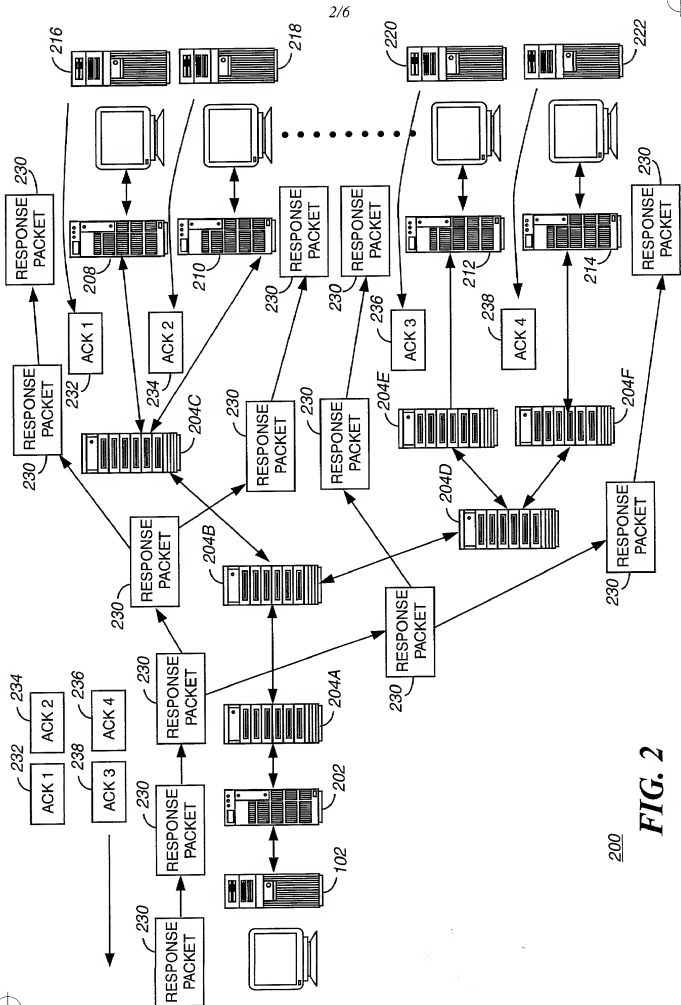 2/6
232
ACK 1
234
ACK 2
238
ACK 3
236
ACK 4
230
RESPONSE
PACKET
230
RESPONSE
PACKET
230
RESPONSE
PACKET
230
RESPONSE
PACKET
230
RESPONSE
PACKET
230
RESPONSE
PACKET
232
ACK 1
208
216
234
ACK 2
210
218
204C
230
RESPONSE
PACKET
230
RESPONSE
PACKET
102
202
204A
204B
230
RESPONSE
PACKET
230
RESPONSE
PACKET
230
RESPONSE
PACKET
236
ACK 3
212
220
204E
204D
238
ACK 4
214
222
204F
230
RESPONSE
PACKET
230
RESPONSE
PACKET
200
FIG. 2